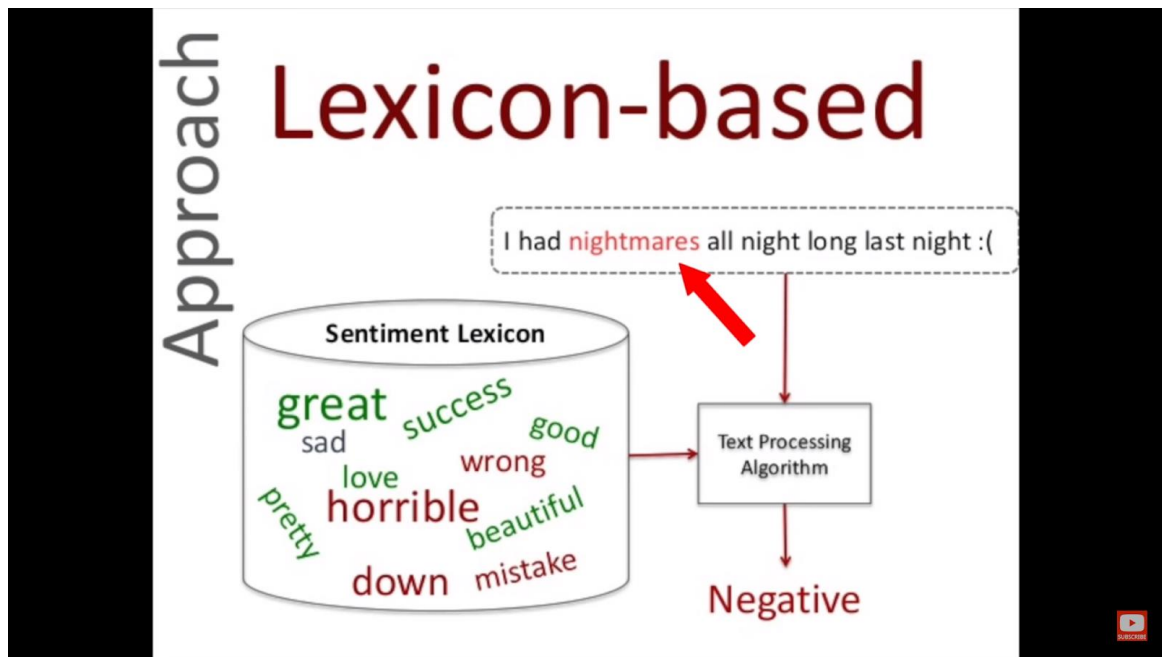 Approach
Lexicon-based
I had nightmares all night long last night :(
Sentiment Lexicon
great
success
sad
good
love
wrong
horrible
pretty
beautiful
down
mistake
Text Processing
Algorithm
Negative
SUBSCRIBE